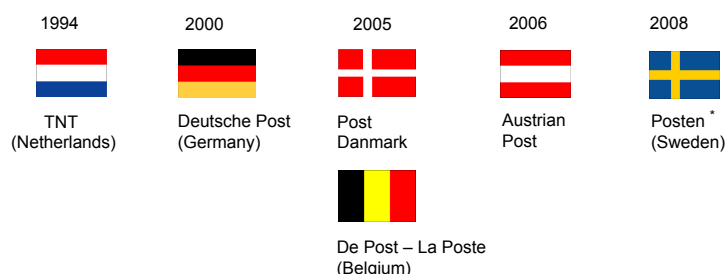 1994
2000
2005
2006
2008
TNT
(Netherlands)
Deutsche Post
(Germany)
Post
Danmark
Austrian
Post
Posten *
(Sweden)
De Post – La Poste
(Belgium)